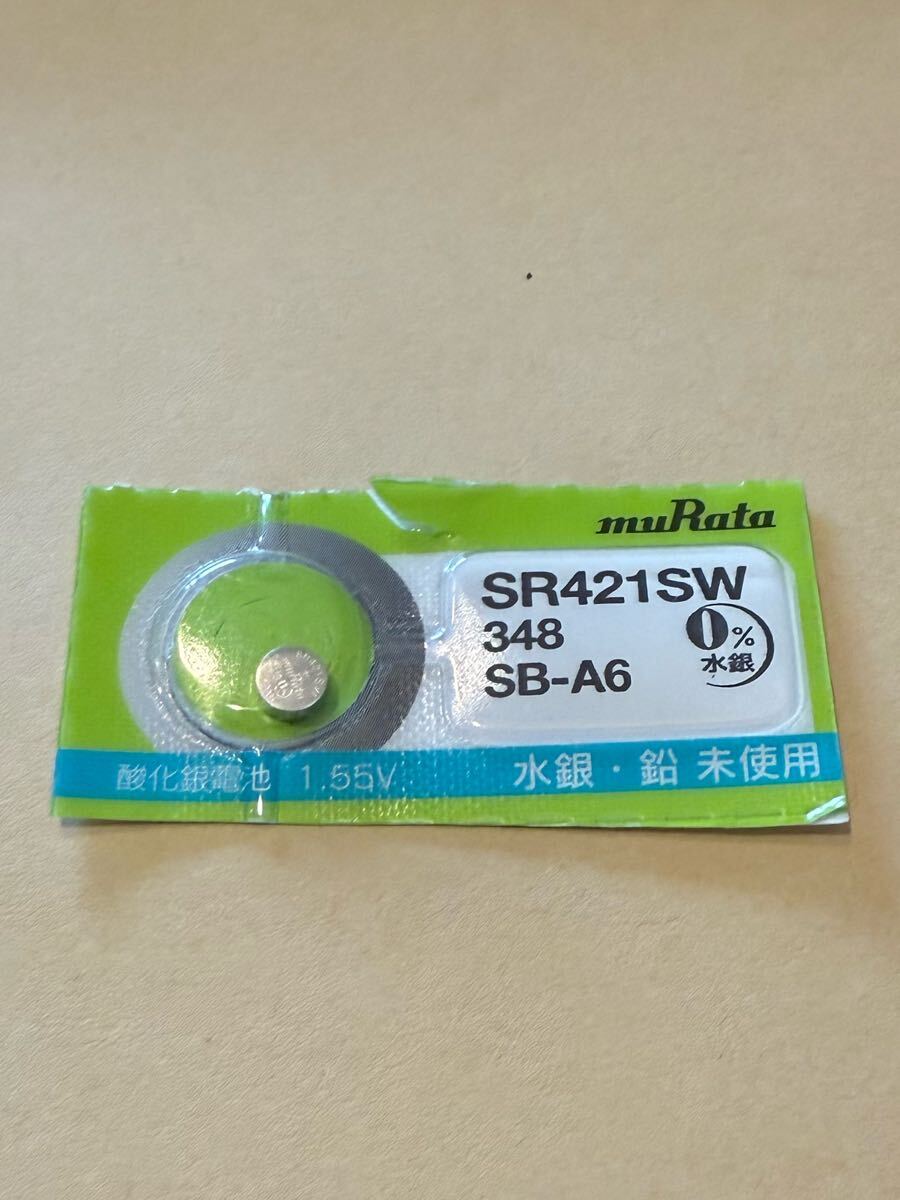 muRata
SR421SW
348
0%
水銀
SB-A6
酸化銀電池 1.55V
水銀・鉛 未使用